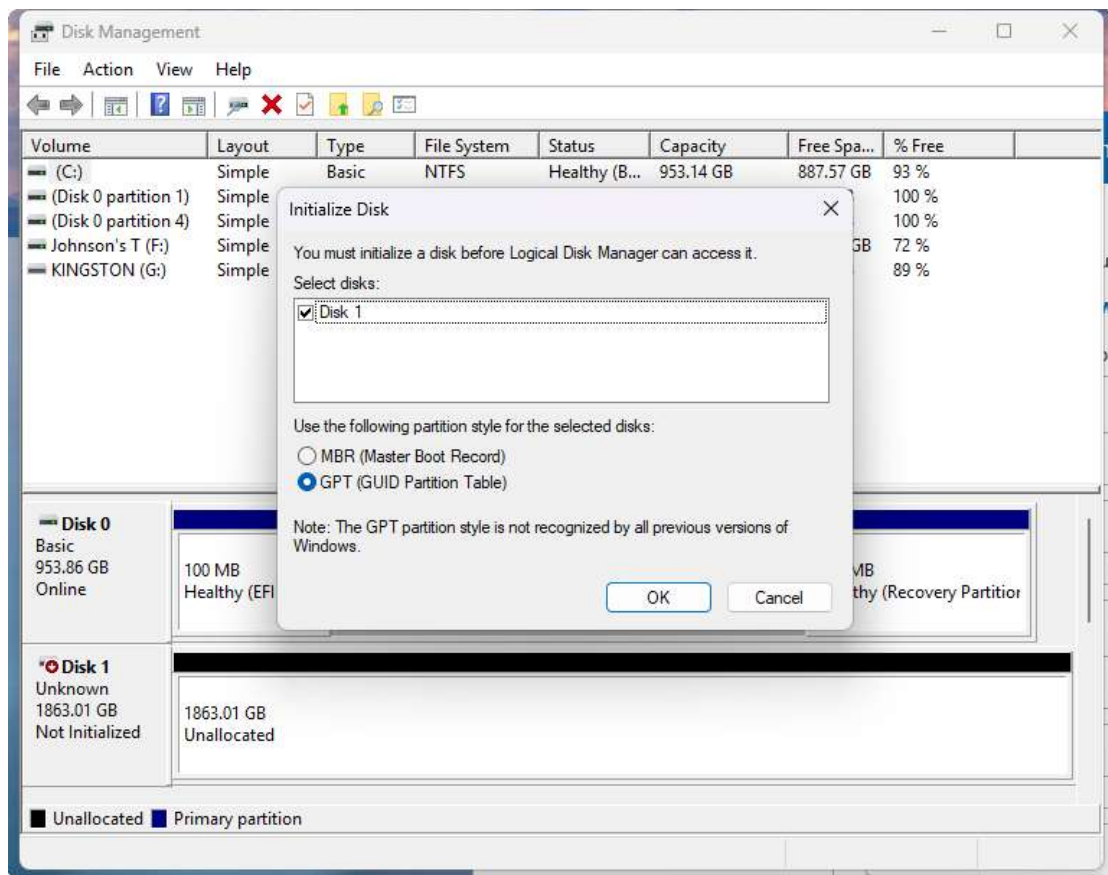 Disk Management
File Action View Help
Volume Layout Type File System Status Capacity Free Spa... % Free
(C:) Simple Basic NTFS Healthy (B... 953.14 GB 887.57 GB 93 %
(Disk 0 partition 1) Simple 100 %
(Disk 0 partition 4) Simple 100 %
Johnson's T (F:) Simple GB 72 %
KINGSTON (G:) Simple 89 %
Initialize Disk
You must initialize a disk before Logical Disk Manager can access it.
Select disks:
Disk 1
Use the following partition style for the selected disks:
MBR (Master Boot Record)
GPT (GUID Partition Table)
Note: The GPT partition style is not recognized by all previous versions of
Windows.
OK Cancel
Disk 0
Basic
953.86 GB
Online
100 MB
Healthy (EFI
MB
thy (Recovery Partition
Disk 1
Unknown
1863.01 GB
Not Initialized
1863.01 GB
Unallocated
Unallocated Primary partition